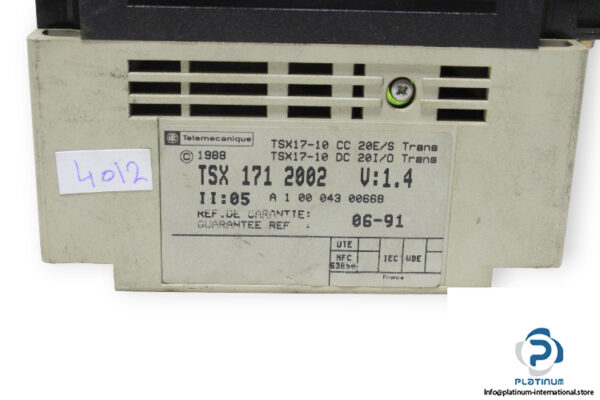 Telemecanique
TSX17-10 CC 20E/S Trans
© 1988 TSX17-10 DC 20I/O Trans
TSX 171 2002 V:1.4
II:05 A 1 00 043 00668
REF.DE GARANTIE:
GUARANTEE REF : 06-91
UTE
NFC IEC VDE
France
4012
PLATINUM
info@platinum-international.store